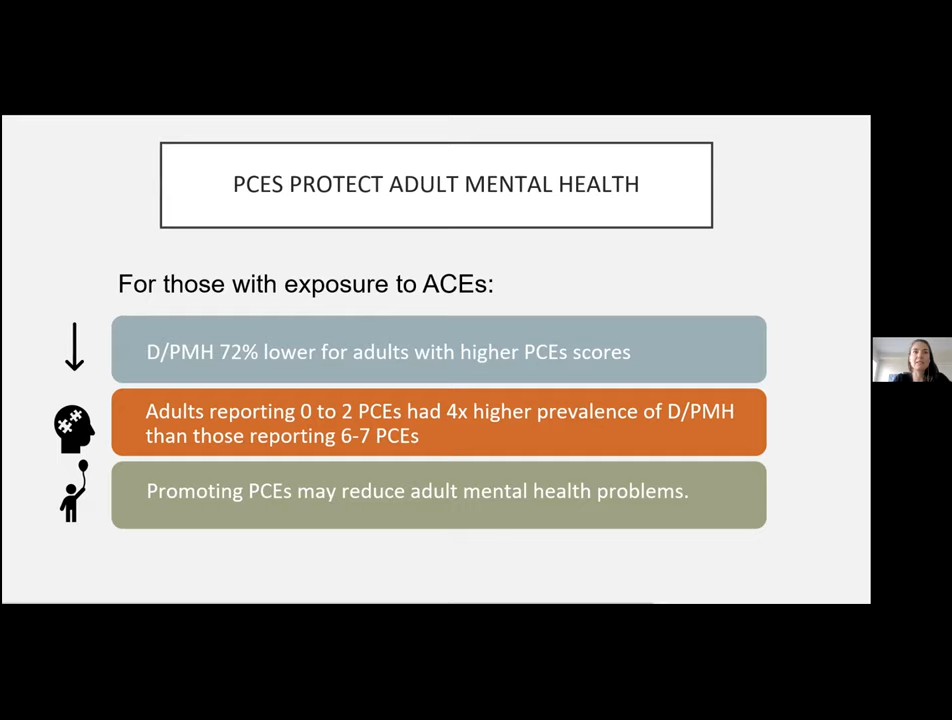 PCES PROTECT ADULT MENTAL HEALTH
For those with exposure to ACEs:
D/PMH 72% lower for adults with higher PCEs scores
Adults reporting 0 to 2 PCEs had 4x higher prevalence of D/PMH
than those reporting 6-7 PCEs
Promoting PCEs may reduce adult mental health problems.